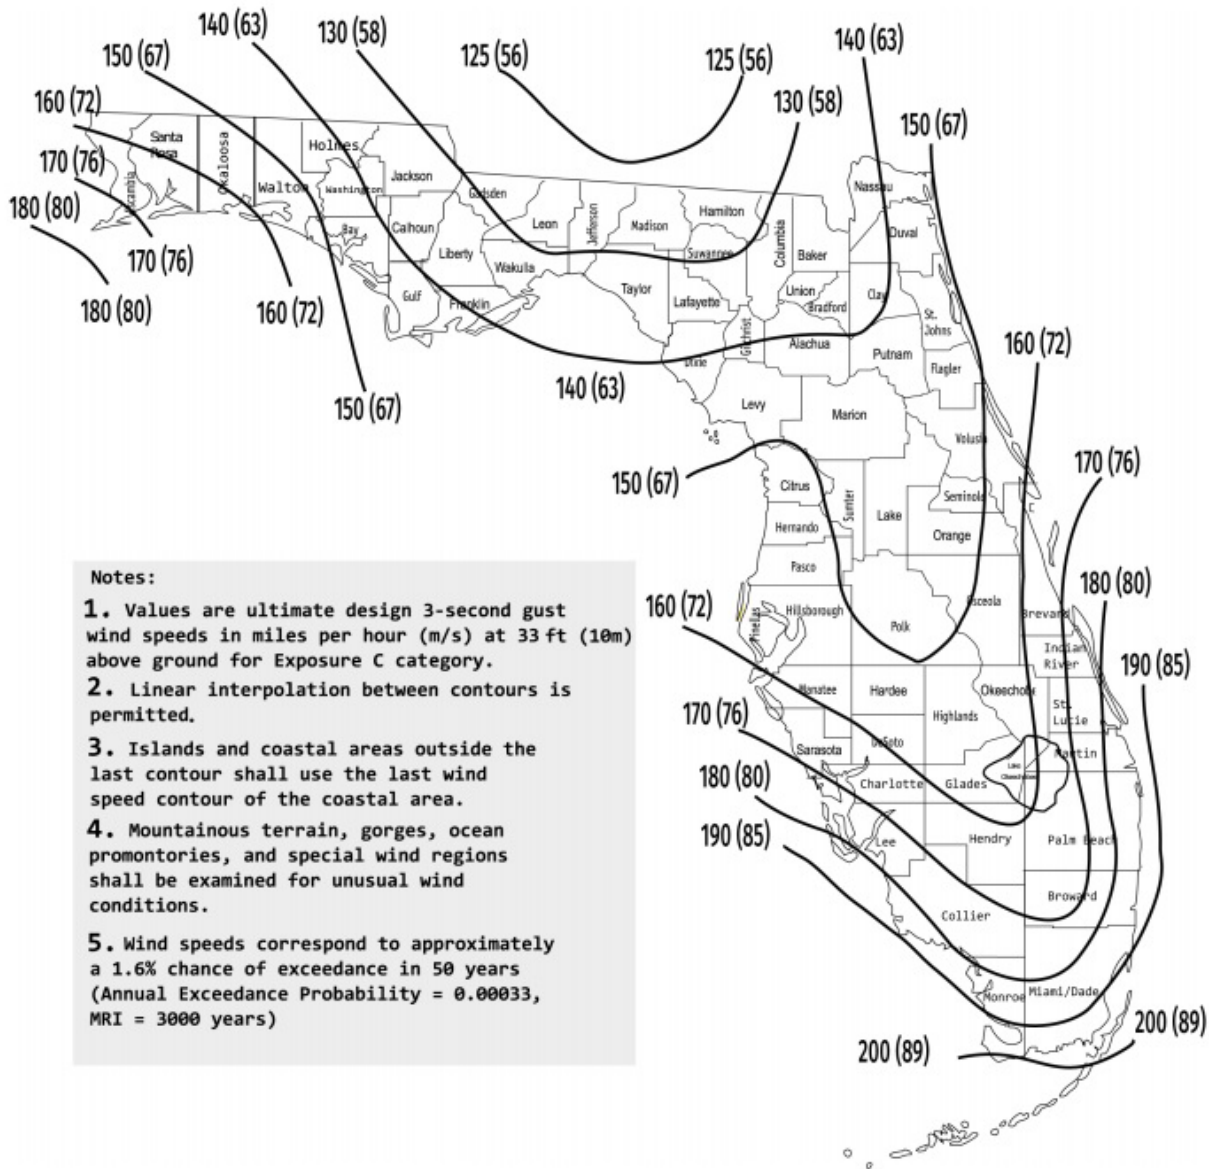 140 (63)
130 (58)
150 (67)
125 (56)
125 (56)
140 (63)
160 (72)
130 (58)
150 (67)
Santa
Rosa
Okaloosa
Holmes
170 (76)
Escambia
Walton
Washington
Jackson
Nassau
180 (80)
Gadsden
Leon
Jefferson
Madison
Hamilton
Columbia
Duval
Bay
Calhoun
Liberty
Suwannee
Baker
170 (76)
Wakulla
Taylor
Lafayette
Union
Bradford
Clay
180 (80)
160 (72)
Gulf
Franklin
Gilchrist
Alachua
St.
Johns
160 (72)
Putnam
Dixie
Flagler
140 (63)
150 (67)
Levy
Marion
Volusia
170 (76)
150 (67)
Citrus
Sumter
Lake
Seminole
C
Hernando
Orange
Pasco
180 (80)
160 (72)
Pinellas
Hillsborough
Polk
Osceola
Brevard
Indian
River
190 (85)
Manatee
Hardee
Okeechobe
170 (76)
Highlands
St.
Lucie
Sarasota
DeSoto
Martin
Lake
Okeechobee
180 (80)
Charlotte
Glades
190 (85)
Lee
Hendry
Palm Beach
Broward
Collier
Monroe
Miami/Dade
200 (89)
200 (89)
Notes:
1. Values are ultimate design 3-second gust
wind speeds in miles per hour (m/s) at 33 ft (10m)
above ground for Exposure C category.
2. Linear interpolation between contours is
permitted.
3. Islands and coastal areas outside the
last contour shall use the last wind
speed contour of the coastal area.
4. Mountainous terrain, gorges, ocean
promontories, and special wind regions
shall be examined for unusual wind
conditions.
5. Wind speeds correspond to approximately
a 1.6% chance of exceedance in 50 years
(Annual Exceedance Probability = 0.00033,
MRI = 3000 years)